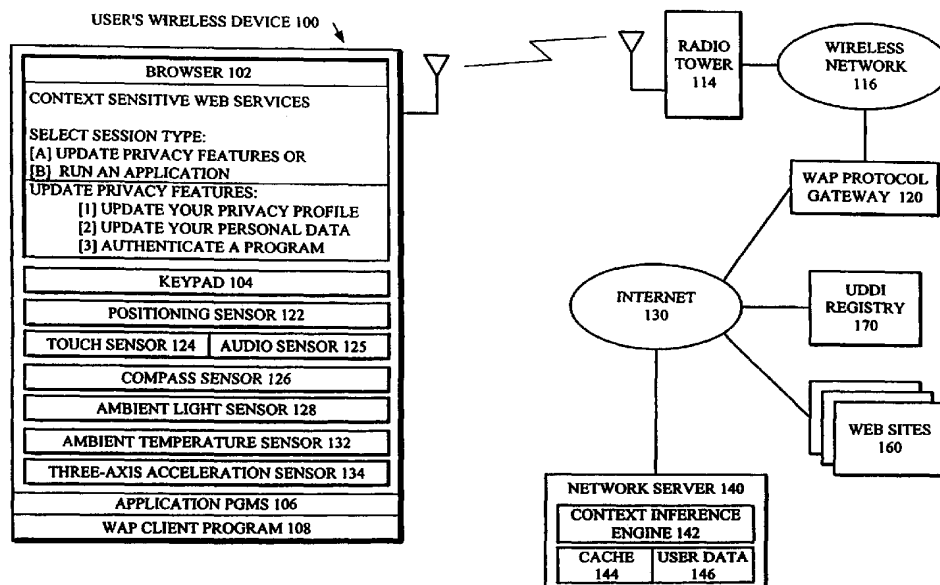 USER'S WIRELESS DEVICE 100
BROWSER 102
CONTEXT SENSITIVE WEB SERVICES
SELECT SESSION TYPE:
[A] UPDATE PRIVACY FEATURES OR
[B] RUN AN APPLICATION
UPDATE PRIVACY FEATURES:
[1] UPDATE YOUR PRIVACY PROFILE
[2] UPDATE YOUR PERSONAL DATA
[3] AUTHENTICATE A PROGRAM
KEYPAD 104
POSITIONING SENSOR 122
TOUCH SENSOR 124
AUDIO SENSOR 125
COMPASS SENSOR 126
AMBIENT LIGHT SENSOR 128
AMBIENT TEMPERATURE SENSOR 132
THREE-AXIS ACCELERATION SENSOR 134
APPLICATION PGMS 106
WAP CLIENT PROGRAM 108
RADIO
TOWER
114
WIRELESS
NETWORK
116
WAP PROTOCOL
GATEWAY 120
INTERNET
130
UDDI
REGISTRY
170
WEB SITES
160
NETWORK SERVER 140
CONTEXT INFERENCE
ENGINE 142
CACHE
144
USER DATA
146